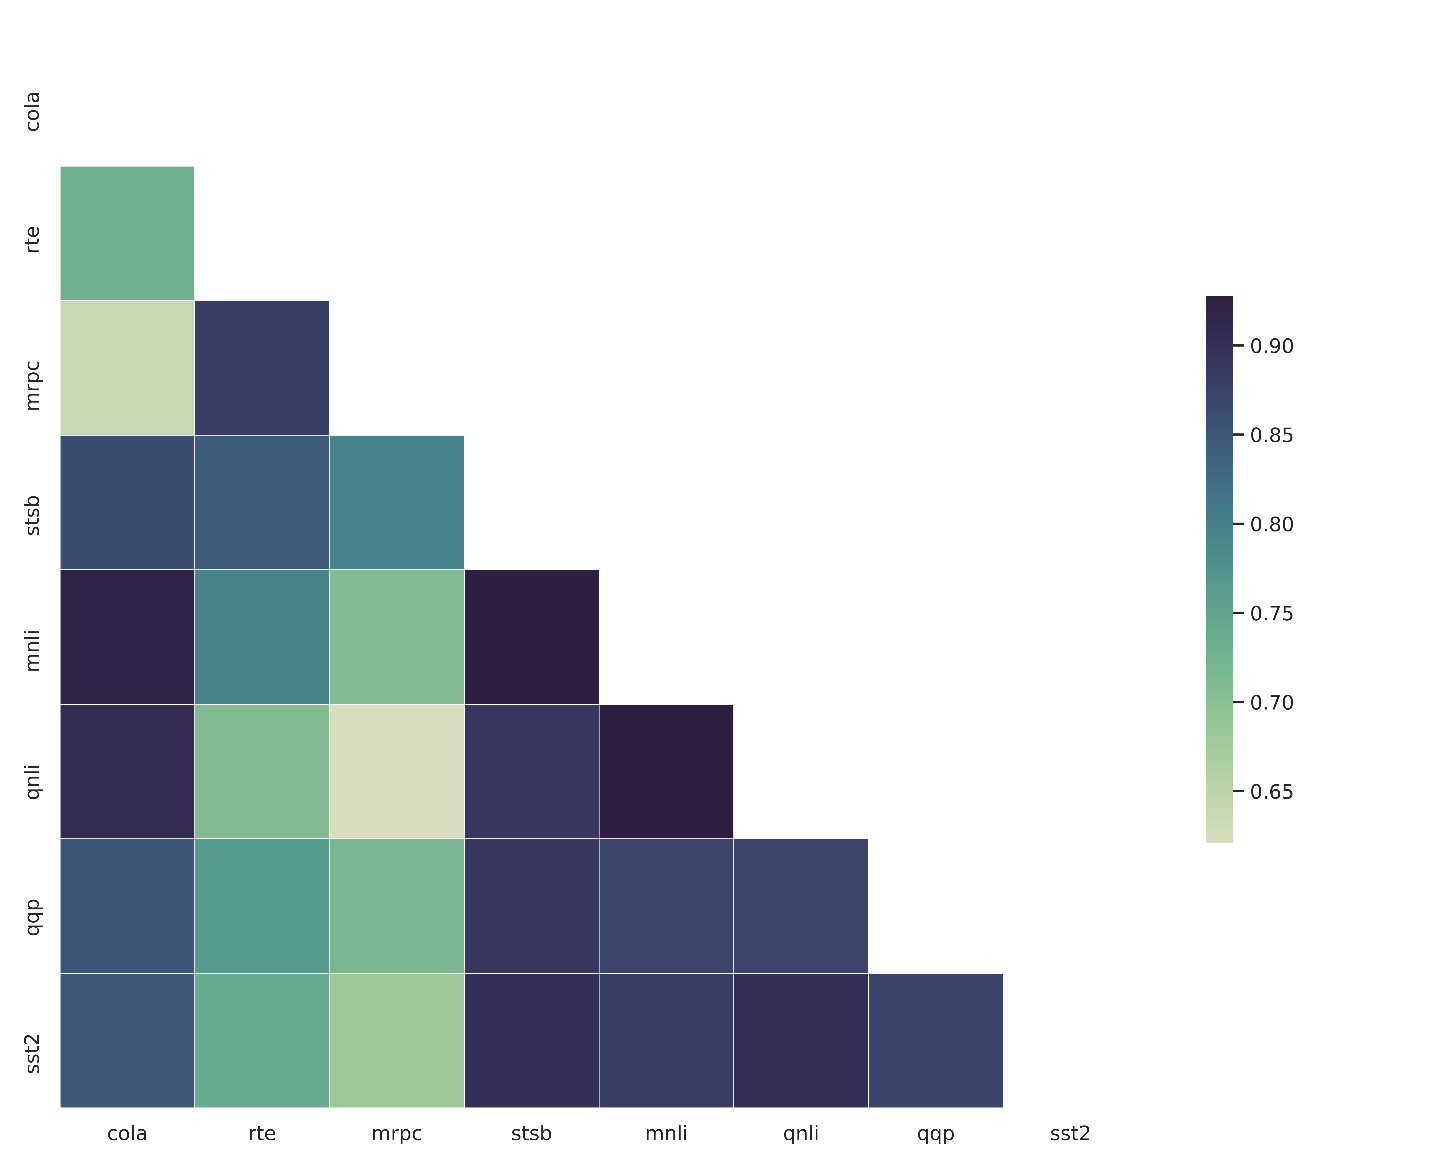 cola
rte
mrpc
stsb
mnli
qnli
qqp
sst2
cola rte mrpc stsb mnli qnli qqp sst2
0.90
0.85
0.80
0.75
0.70
0.65